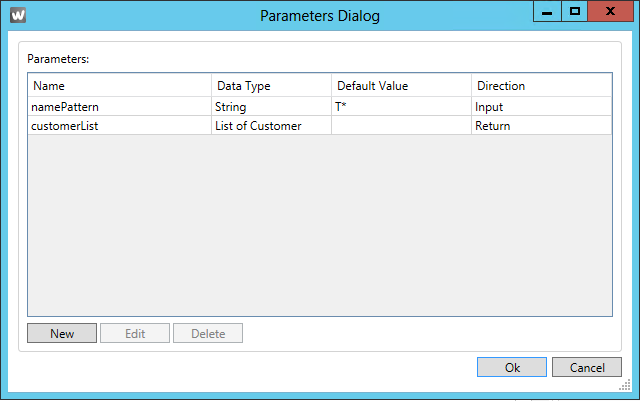 W Parameters Dialog
Parameters:
Name Data Type Default Value Direction
namePattern String T* Input
customerList List of Customer Return
New Edit Delete
Ok Cancel